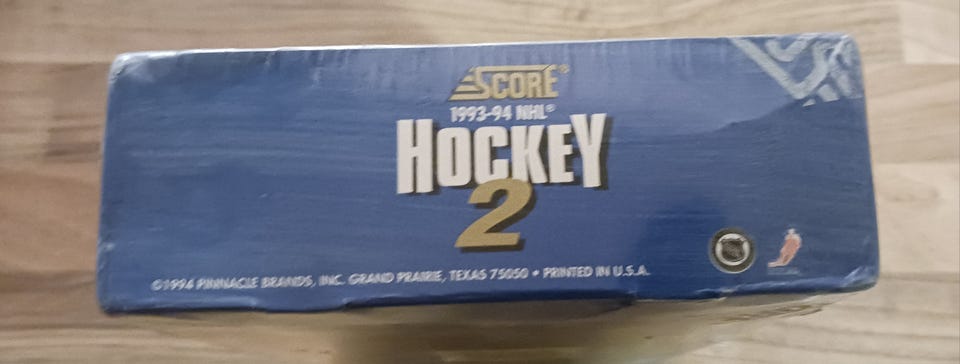 SCORE®
1993-94 NHL®
HOCKEY
2
©1994 PINNACLE BRANDS, INC. GRAND PRAIRIE, TEXAS 75050 • PRINTED IN U.S.A.